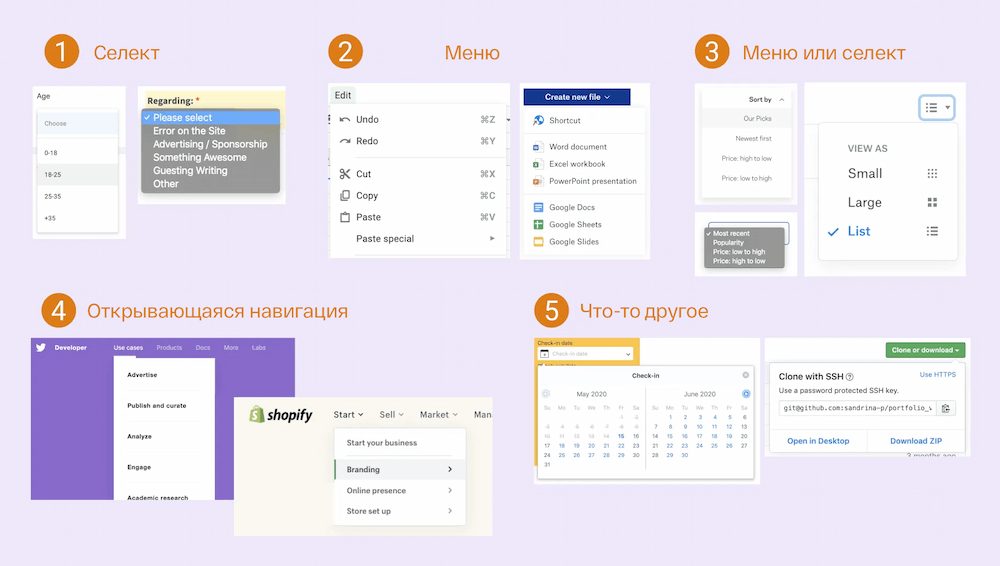 1 Селект
Age
Choose
0-18
18-25
25-35
+35
Regarding: *
Please select
Error on the Site
Advertising / Sponsorship
Something Awesome
Guesting Writing
Other
2 Меню
Edit
Undo ⌘Z
Redo ⌘Y
Cut ⌘X
Copy ⌘C
Paste ⌘V
Paste special
Create new file
Shortcut
Word document
Excel workbook
PowerPoint presentation
Google Docs
Google Sheets
Google Slides
3 Меню или селект
Sort by
Our Picks
Newest first
Price: high to low
Price: low to high
Most recent
Popularity
Price: low to high
Price: high to low
VIEW AS
Small
Large
List
4 Открывающаяся навигация
Developer Use cases Products Docs More Labs
Advertise
Publish and curate
Analyze
Engage
Academic research
shopify Start Sell Market Man
Start your business
Branding
Online presence
Store set up
5 Что-то другое
Check-in date
Check-in date
Check-in
May 2020 June 2020
Su Mo Tu We Th Fr Sa Su Mo Tu We Th Fr Sa
1 2 1 2 3 4 5 6
3 4 5 6 7 8 9 7 8 9 10 11 12 13
10 11 12 13 14 15 16 14 15 16 17 18 19 20
17 18 19 20 21 22 23 21 22 23 24 25 26 27
24 25 26 27 28 29 30 28 29 30
31
Clone or download
Clone with SSH Use HTTPS
Use a password protected SSH key.
git@github.com:sandrina-p/portfolio_v
Open in Desktop Download ZIP
3 months ago